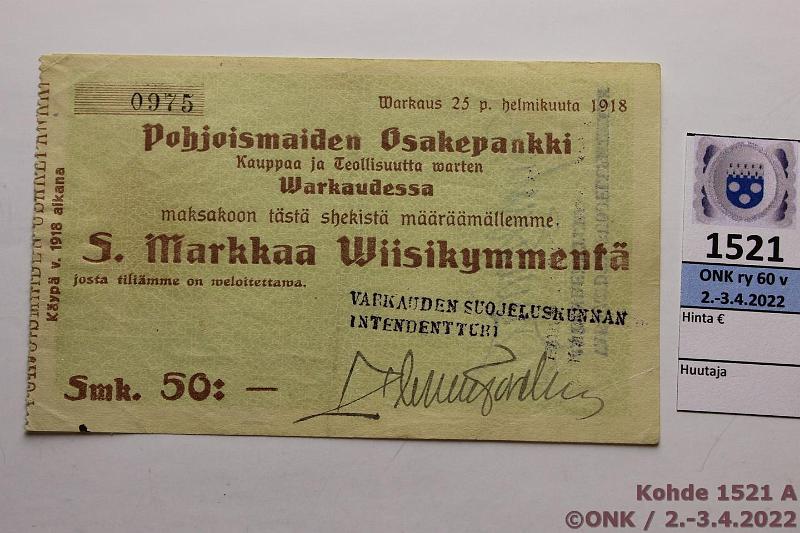 0975
Warkaus 25 p. helmikuuta 1918
Pohjoismaiden Osakepankki
Kauppaa ja Teollisuutta warten
Warkaudessa
maksakoon tästä shekistä määräämällemme
S. Markkaa Wiisikymmentä
josta tiliämme on weloitettawa.
VARKAUDEN SUOJELUSKUNNAN
INTENDENTTURI
Smk. 50: —
Käypä v. 1918 aikana
1521
ONK ry 60 v
2.-3.4.2022
Hinta €
Huutaja
Kohde 1521 A
©ONK / 2.-3.4.2022